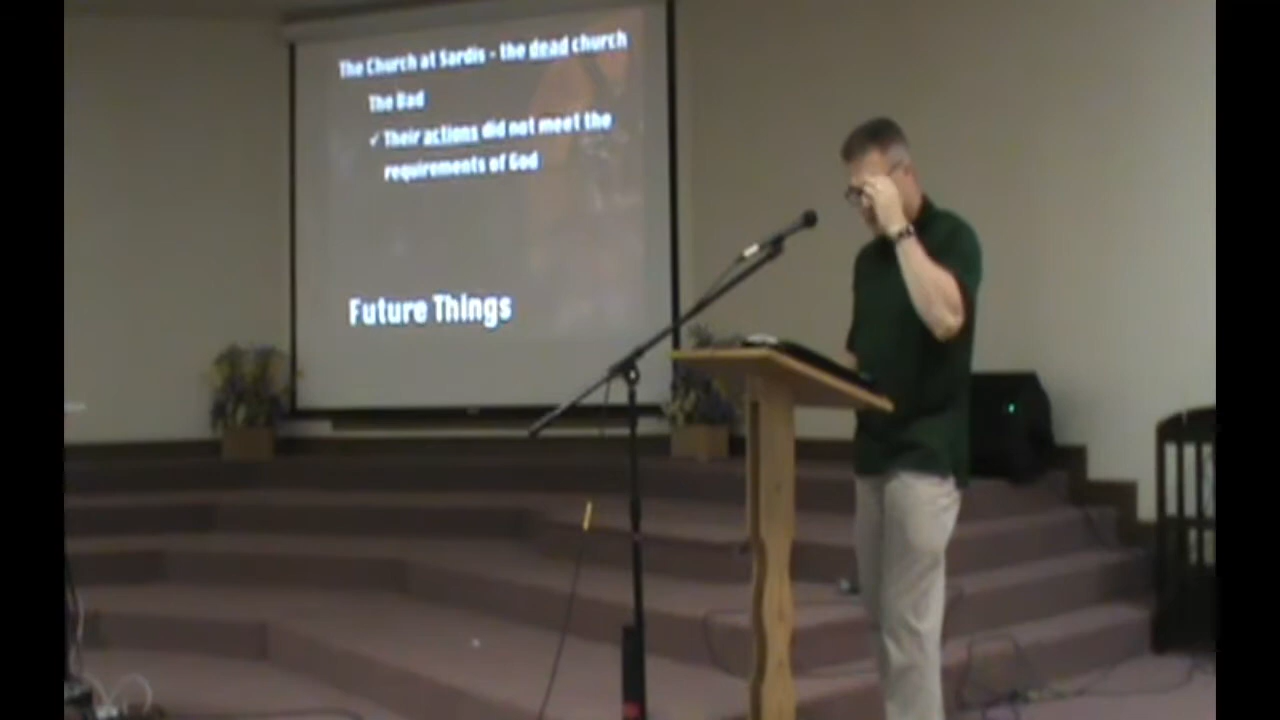 The Church at Sardis - the dead church
The Bad
✓ Their actions did not meet the
requirements of God
Future Things